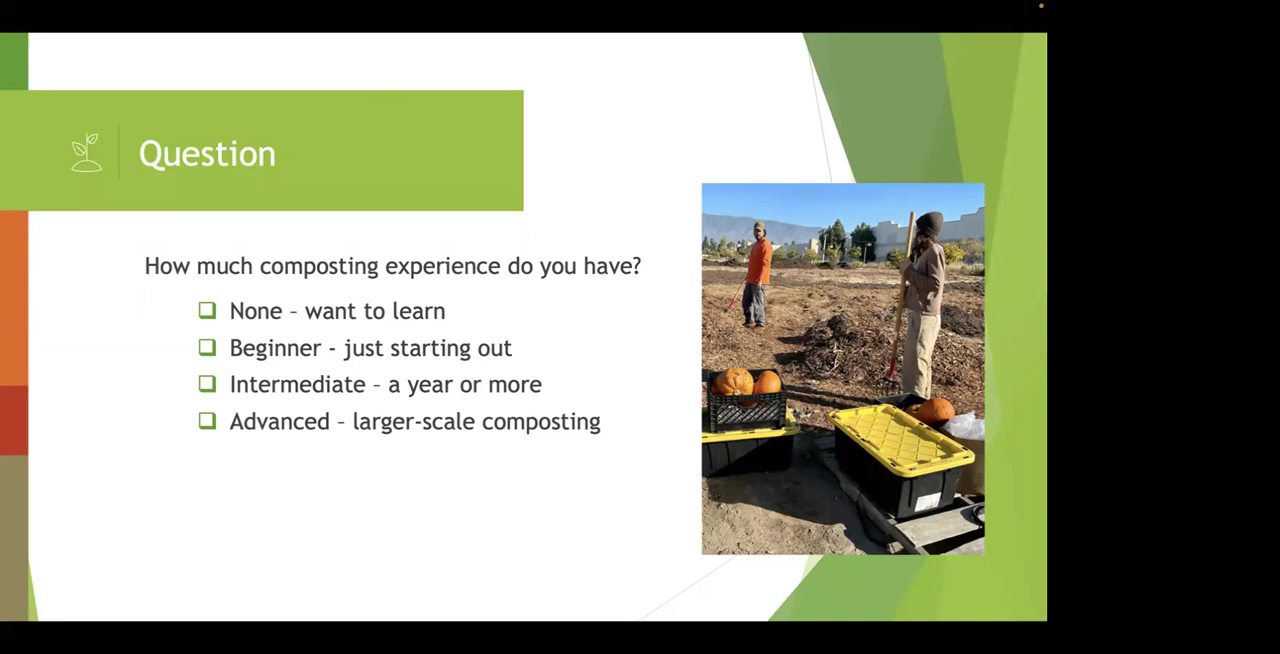 Question
How much composting experience do you have?
None – want to learn
Beginner - just starting out
Intermediate – a year or more
Advanced – larger-scale composting